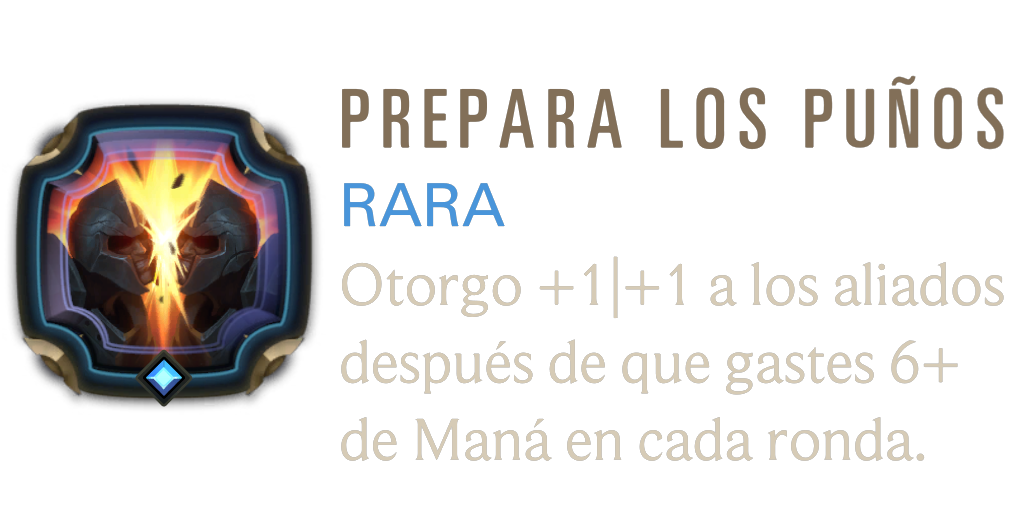 PREPARA LOS PUÑOS
RARA
Otorgo +1|+1 a los aliados
después de que gastes 6+
de Maná en cada ronda.